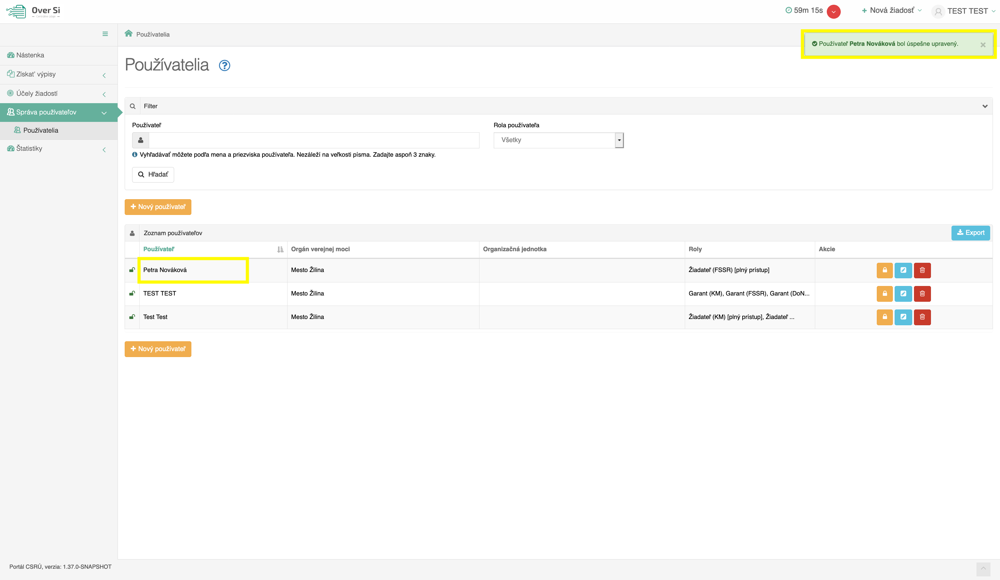 Over Si
– Centrálne údaje –
59m 15s
Nová žiadosť
TEST TEST
Používatelia
Používateľ Petra Nováková bol úspešne upravený.
Nástenka
Získať výpisy
Účely žiadostí
Správa používateľov
Používatelia
Štatistiky
Používatelia
Filter
Používateľ
Rola používateľa
Všetky
Vyhľadávať môžete podľa mena a priezviska používateľa. Nezáleží na veľkosti písma. Zadajte aspoň 3 znaky.
Hľadať
+ Nový používateľ
Zoznam používateľov
Export
Používateľ Orgán verejnej moci Organizačná jednotka Roly Akcie
Petra Nováková Mesto Žilina Žiadateľ (FSSR) [plný prístup]
TEST TEST Mesto Žilina Garant (KM), Garant (FSSR), Garant (DoN...
Test Test Mesto Žilina Žiadateľ (KM) [plný prístup], Žiadateľ ...
+ Nový používateľ
Portál CSRÚ, verzia: 1.37.0-SNAPSHOT